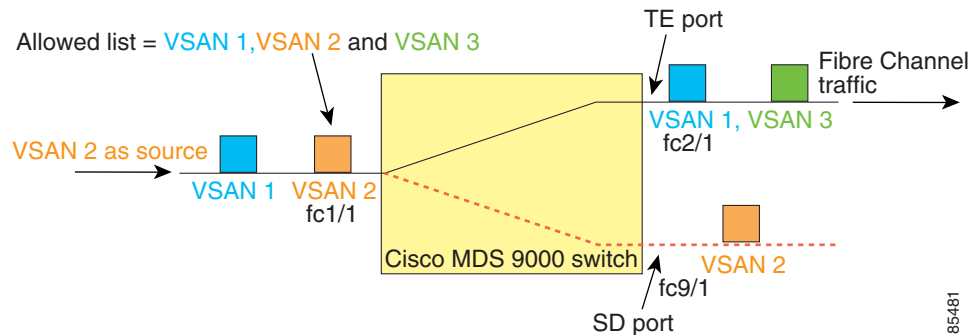 TE port
Allowed list = VSAN 1,VSAN 2 and VSAN 3
Fibre Channel
traffic
VSAN 1, VSAN 3
fc2/1
VSAN 2 as source
VSAN 1
VSAN 2
fc1/1
Cisco MDS 9000 switch
VSAN 2
fc9/1
SD port
85481